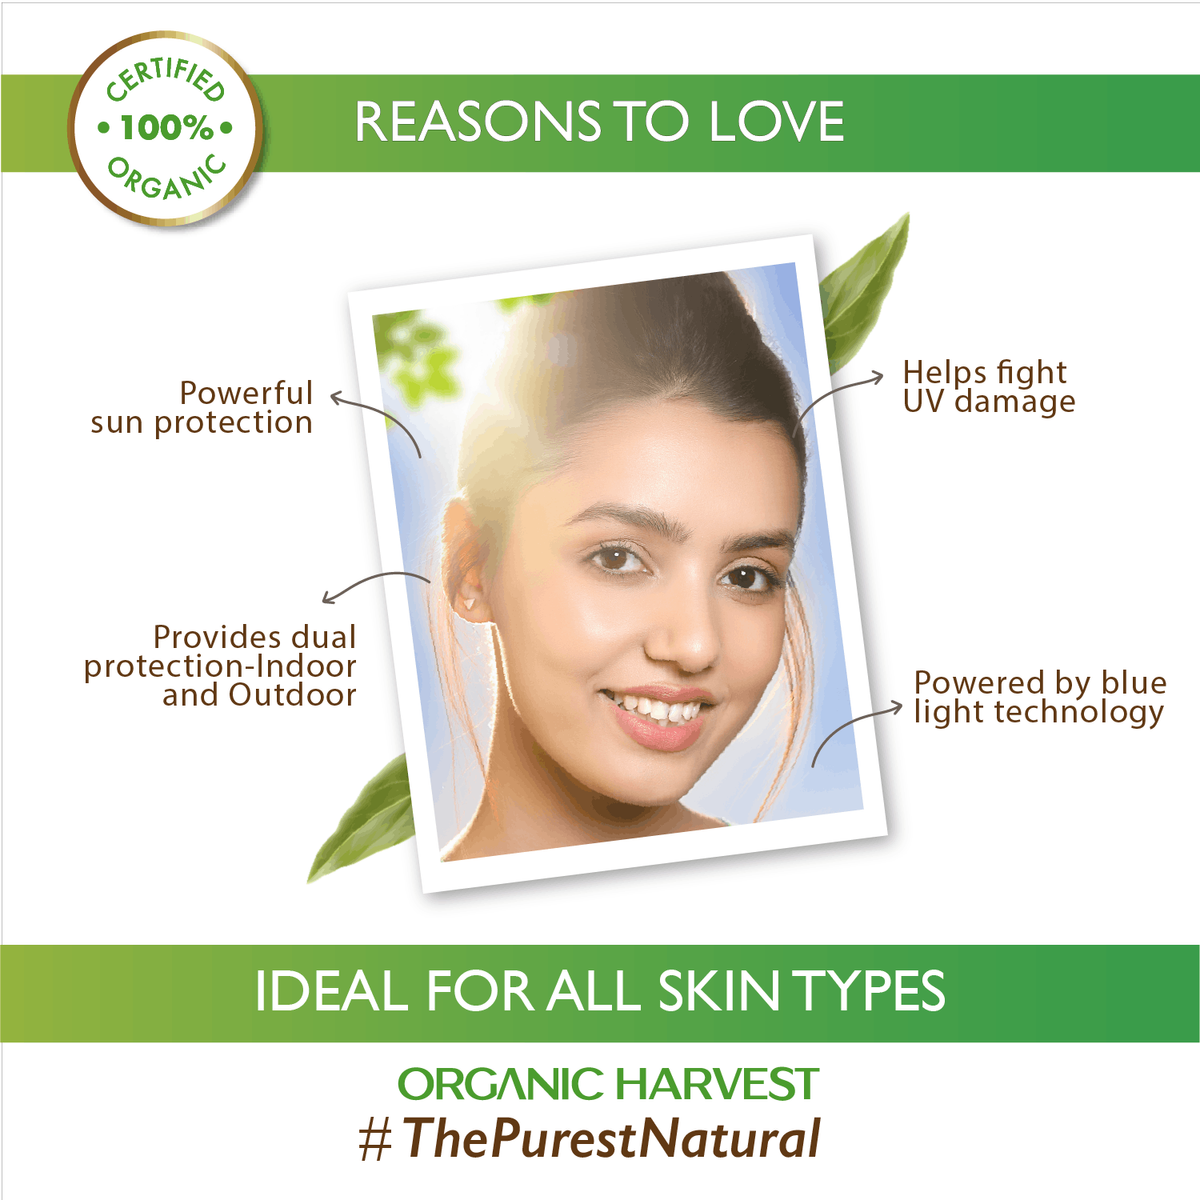 CERTIFIED
• 100% •
ORGANIC
REASONS TO LOVE
Powerful
sun protection
Helps fight
UV damage
Provides dual
protection-Indoor
and Outdoor
Powered by blue
light technology
IDEAL FOR ALL SKIN TYPES
ORGANIC HARVEST
#ThePurestNatural